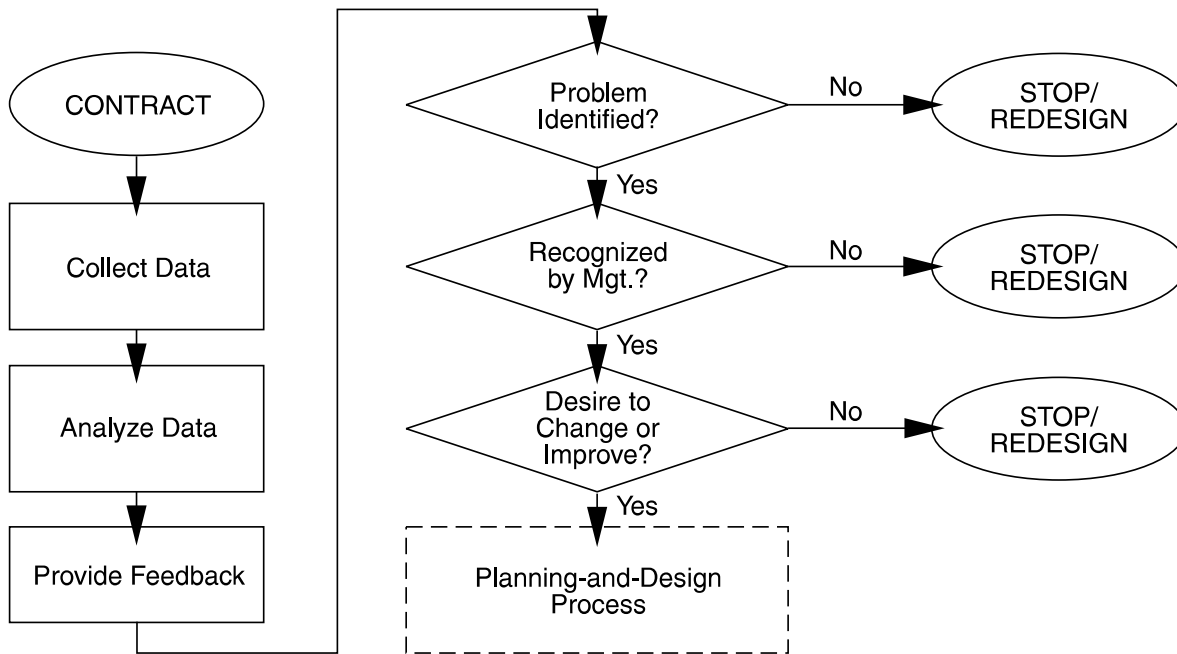 CONTRACT
Collect Data
Analyze Data
Provide Feedback
Problem
Identified?
No
STOP/
REDESIGN
Yes
Recognized
by Mgt.?
No
STOP/
REDESIGN
Yes
Desire to
Change or
Improve?
No
STOP/
REDESIGN
Yes
Planning-and-Design
Process